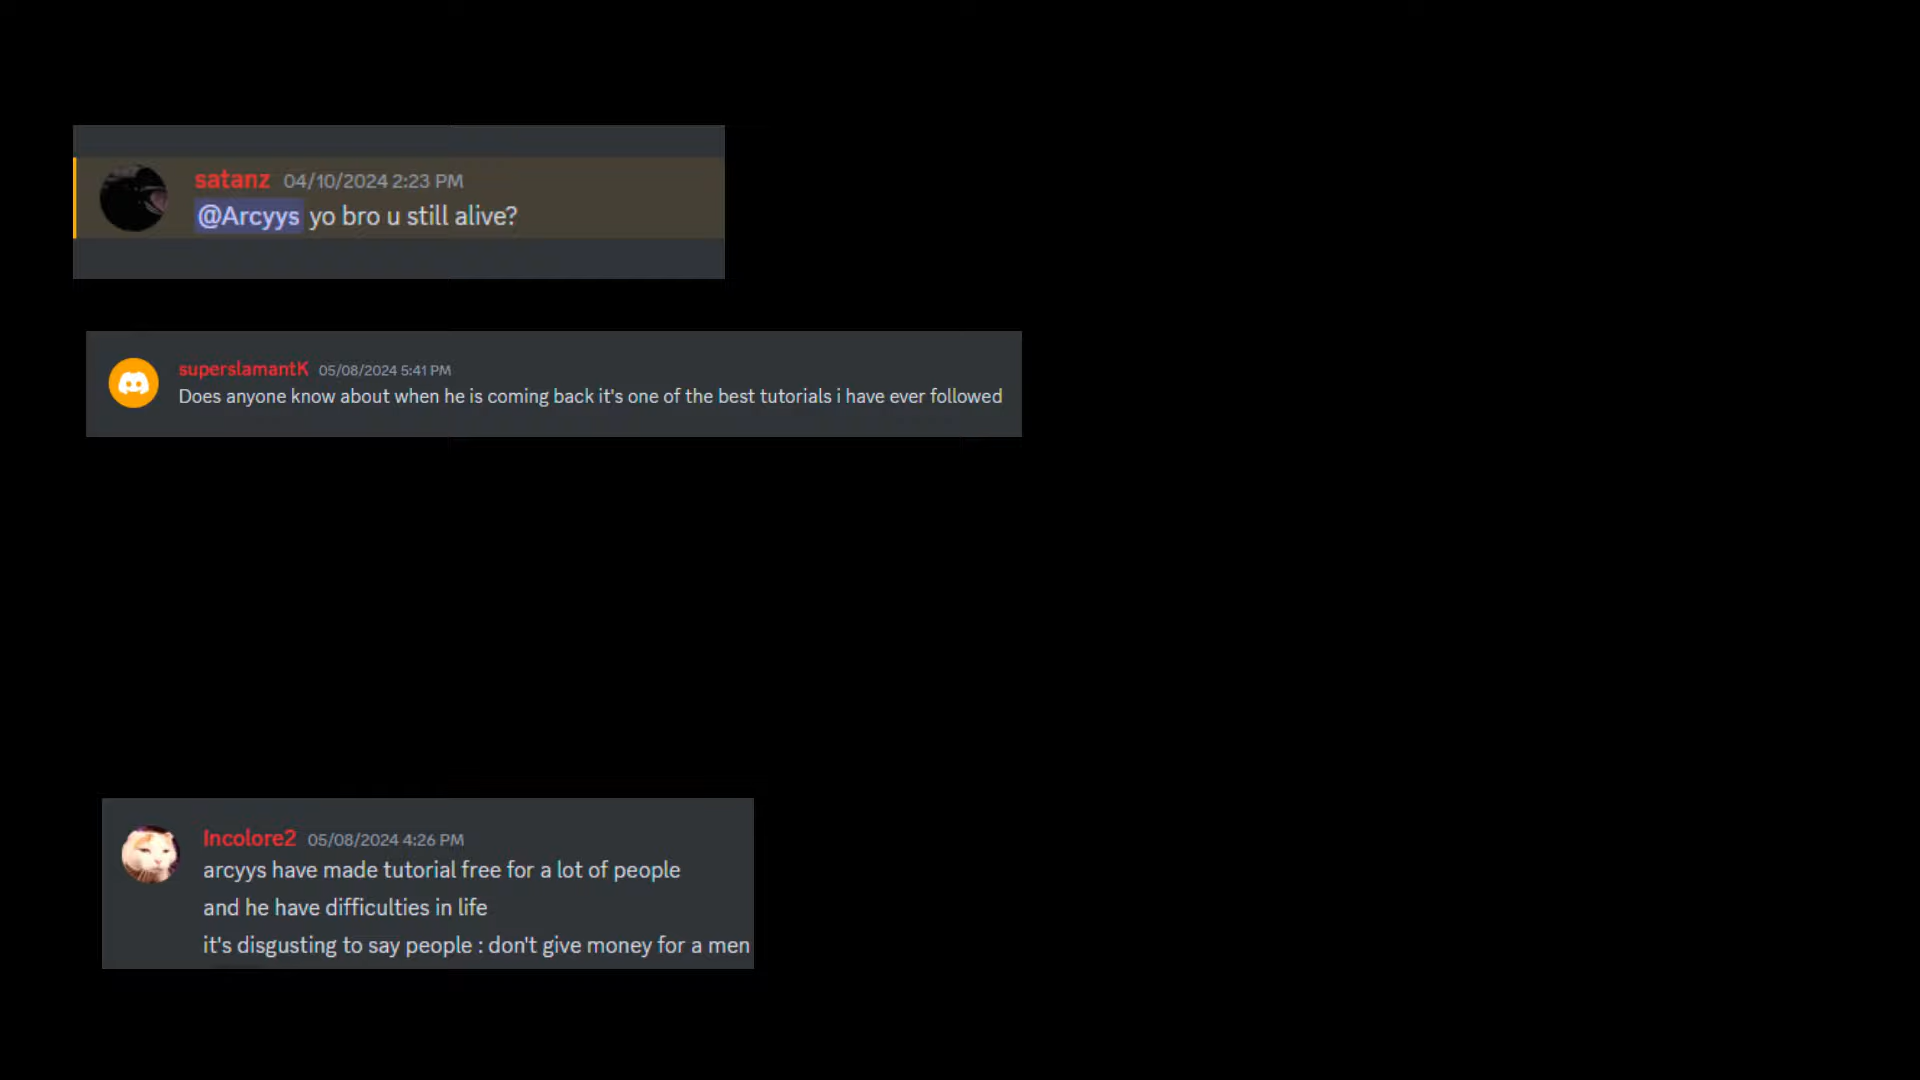 satanz 04/10/2024 2:23 PM
@Arcyys yo bro u still alive?
superslamantK 05/08/2024 5:41 PM
Does anyone know about when he is coming back it's one of the best tutorials i have ever followed
Incolore2 05/08/2024 4:26 PM
arcyys have made tutorial free for a lot of people
and he have difficulties in life
it's disgusting to say people : don't give money for a men